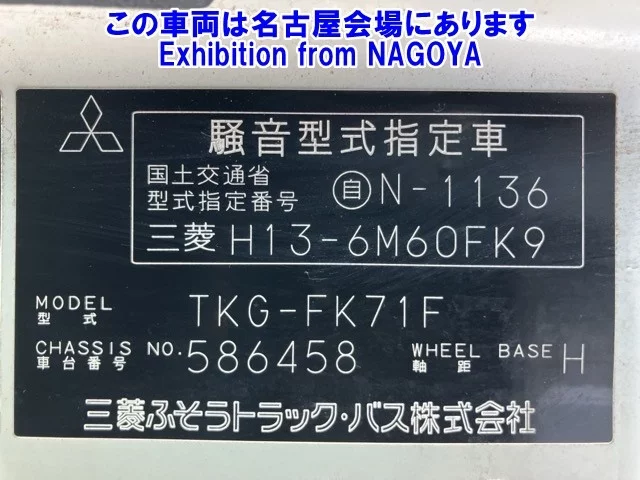 この車両は名古屋会場にあります
Exhibition from NAGOYA
騒音型式指定車
国土交通省
型式指定番号 自 N-1136
三菱 H13-6M60FK9
MODEL
型式 TKG-FK71F
CHASSIS NO. 586458 WHEEL BASE H
車台番号 軸距
三菱ふそうトラック・バス株式会社